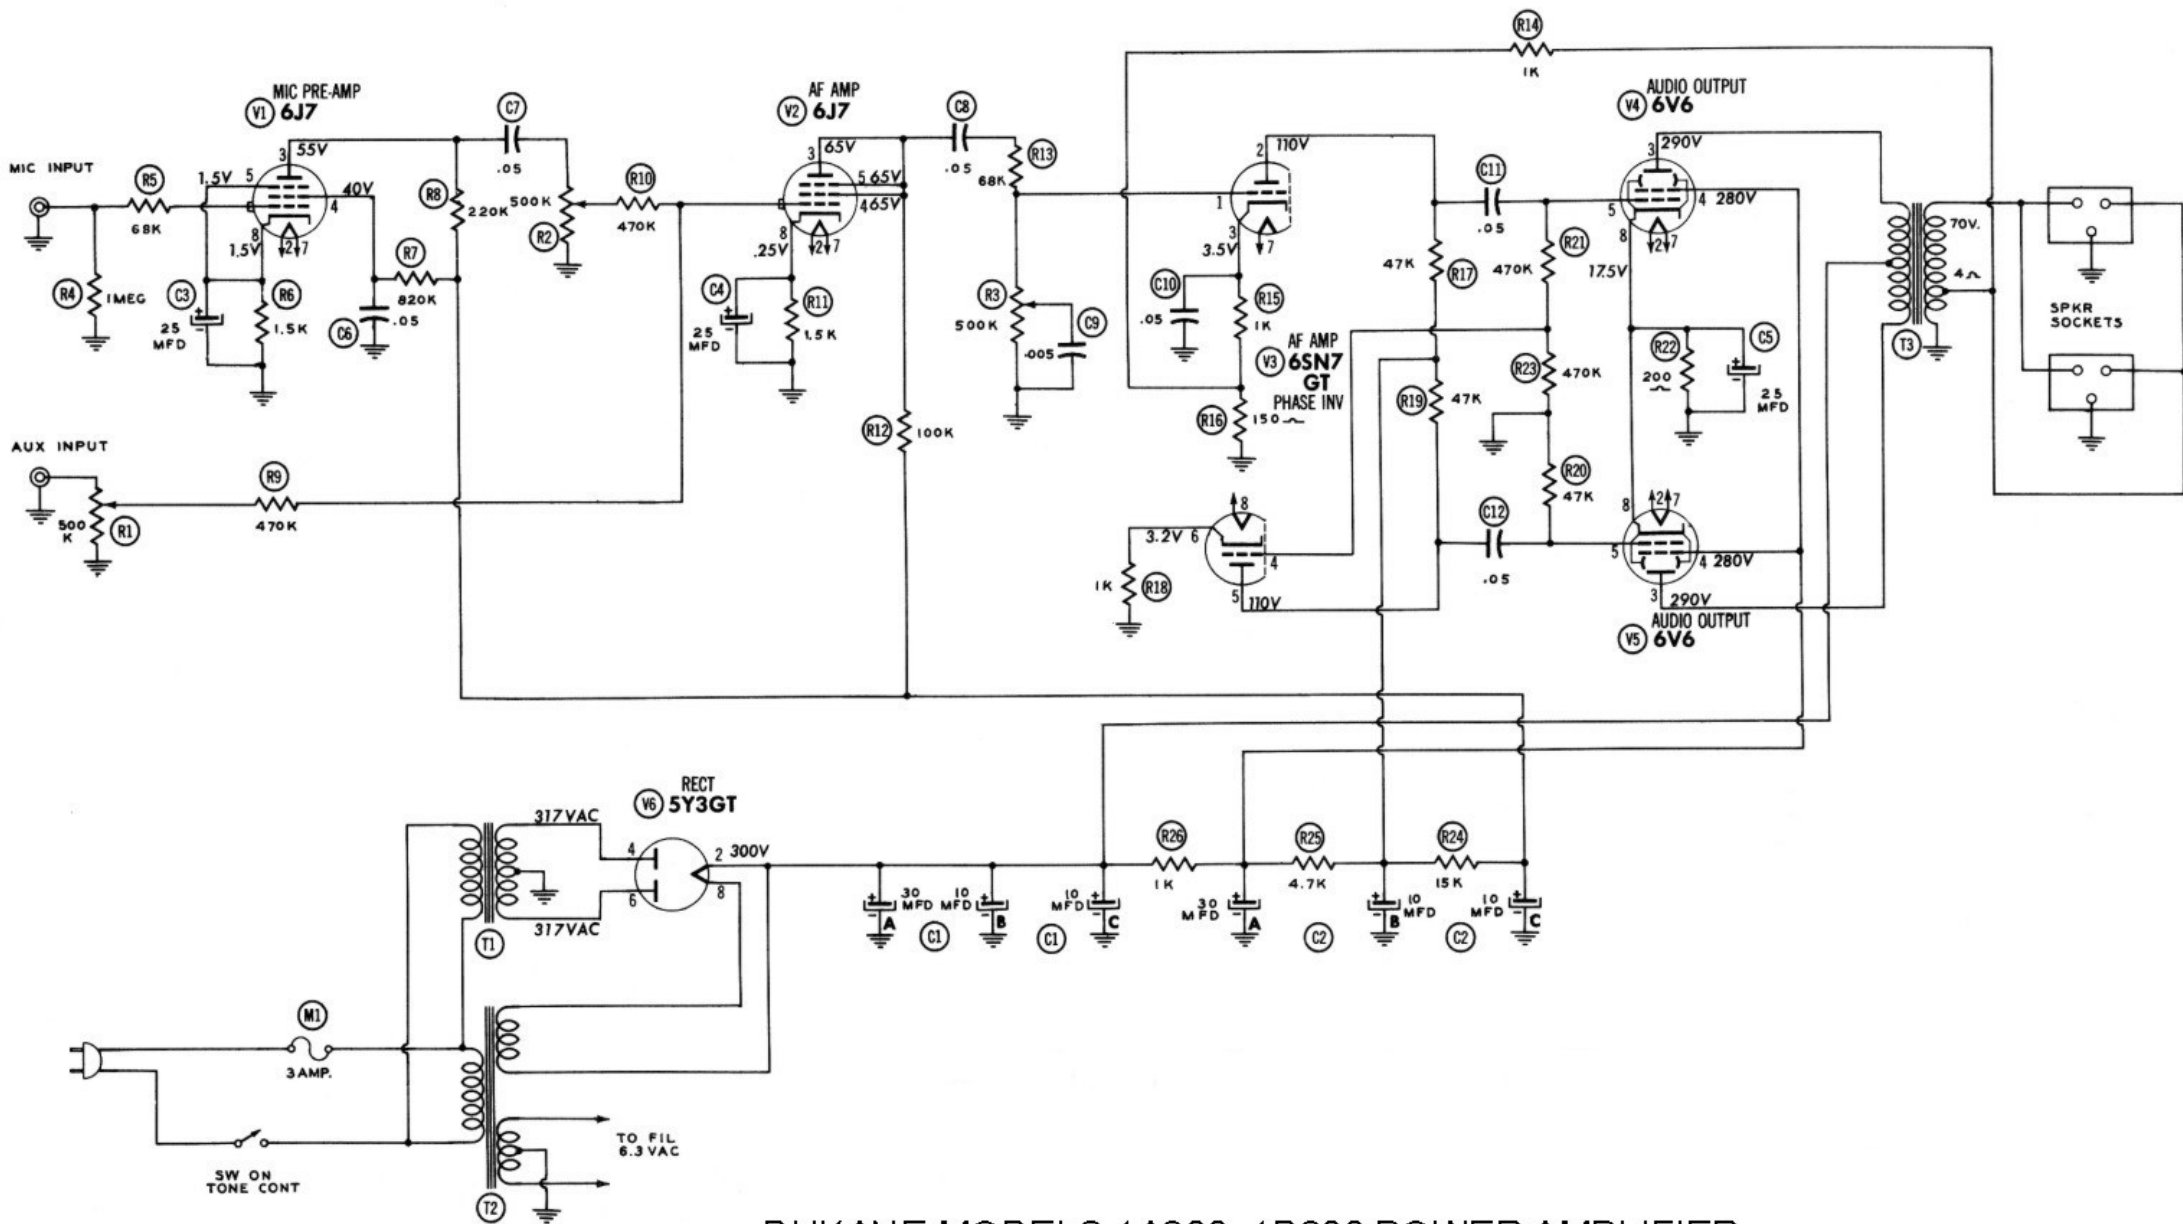 R14
1K
MIC PRE-AMP
V1 6J7
C7
.05
AF AMP
V2 6J7
C8
.05
AUDIO OUTPUT
V4 6V6
MIC INPUT
R5
68K
R4
1 MEG
1.5V
5
3
55V
40V
4
8
1.5V
2
7
C3
25
MFD
R6
1.5K
C6
.05
R7
820K
R8
220K
500K
R2
R10
470K
3
65V
5 65V
4 65V
8
.25V
2
7
C4
25
MFD
R11
1.5K
R12
100K
R13
68K
R3
500K
C9
.005
2
110V
1
3
3.5V
7
C10
.05
R15
1K
AF AMP
V3 6SN7
GT
PHASE INV
R16
150
47K
R17
R19
47K
C11
.05
R21
470K
R23
470K
R20
47K
C12
.05
3
290V
5
4
280V
8
2
7
17.5V
R22
200
C5
25
MFD
70V.
4
T3
SPKR
SOCKETS
AUX INPUT
500
K
R1
R9
470K
8
3.2V
6
4
5
110V
1K
R18
8
2
7
5
4
280V
3
290V
AUDIO OUTPUT
V5 6V6
RECT
V6 5Y3GT
317VAC
4
2
300V
6
8
317VAC
T1
30
MFD
A
C1
10
MFD
B
C1
10
MFD
C
R26
1K
30
MFD
A
R25
4.7K
C2
10
MFD
B
R24
15K
C2
10
MFD
C
M1
3 AMP.
SW ON
TONE CONT
TO FIL
6.3 VAC
T2